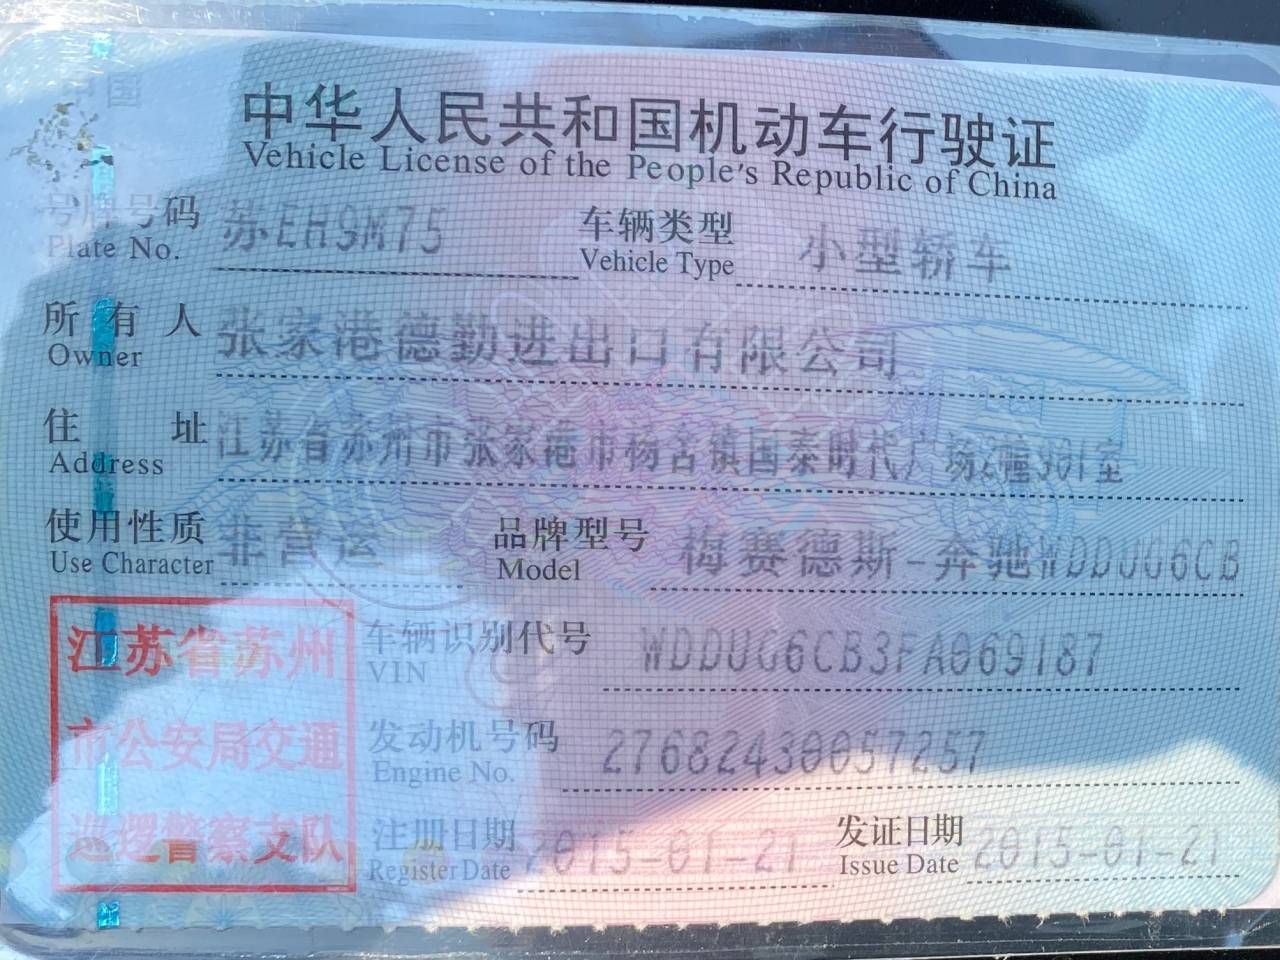 中国
中华人民共和国机动车行驶证
Vehicle License of the People's Republic of China
号牌号码 苏EH9M75 车辆类型 小型轿车
Plate No. Vehicle Type
所有人 张家港德勤进出口有限公司
Owner
住址 江苏省苏州市张家港市杨舍镇国泰时代广场2幢301室
Address
使用性质 非营运 品牌型号 梅赛德斯-奔驰WDDUG6CB
Use Character Model
江苏省苏州 车辆识别代号 WDDUG6CB3FA069187
VIN
市公安局交通 发动机号码 27682430057257
Engine No.
巡逻警察支队 注册日期 2015-01-21 发证日期 2015-01-21
Register Date Issue Date